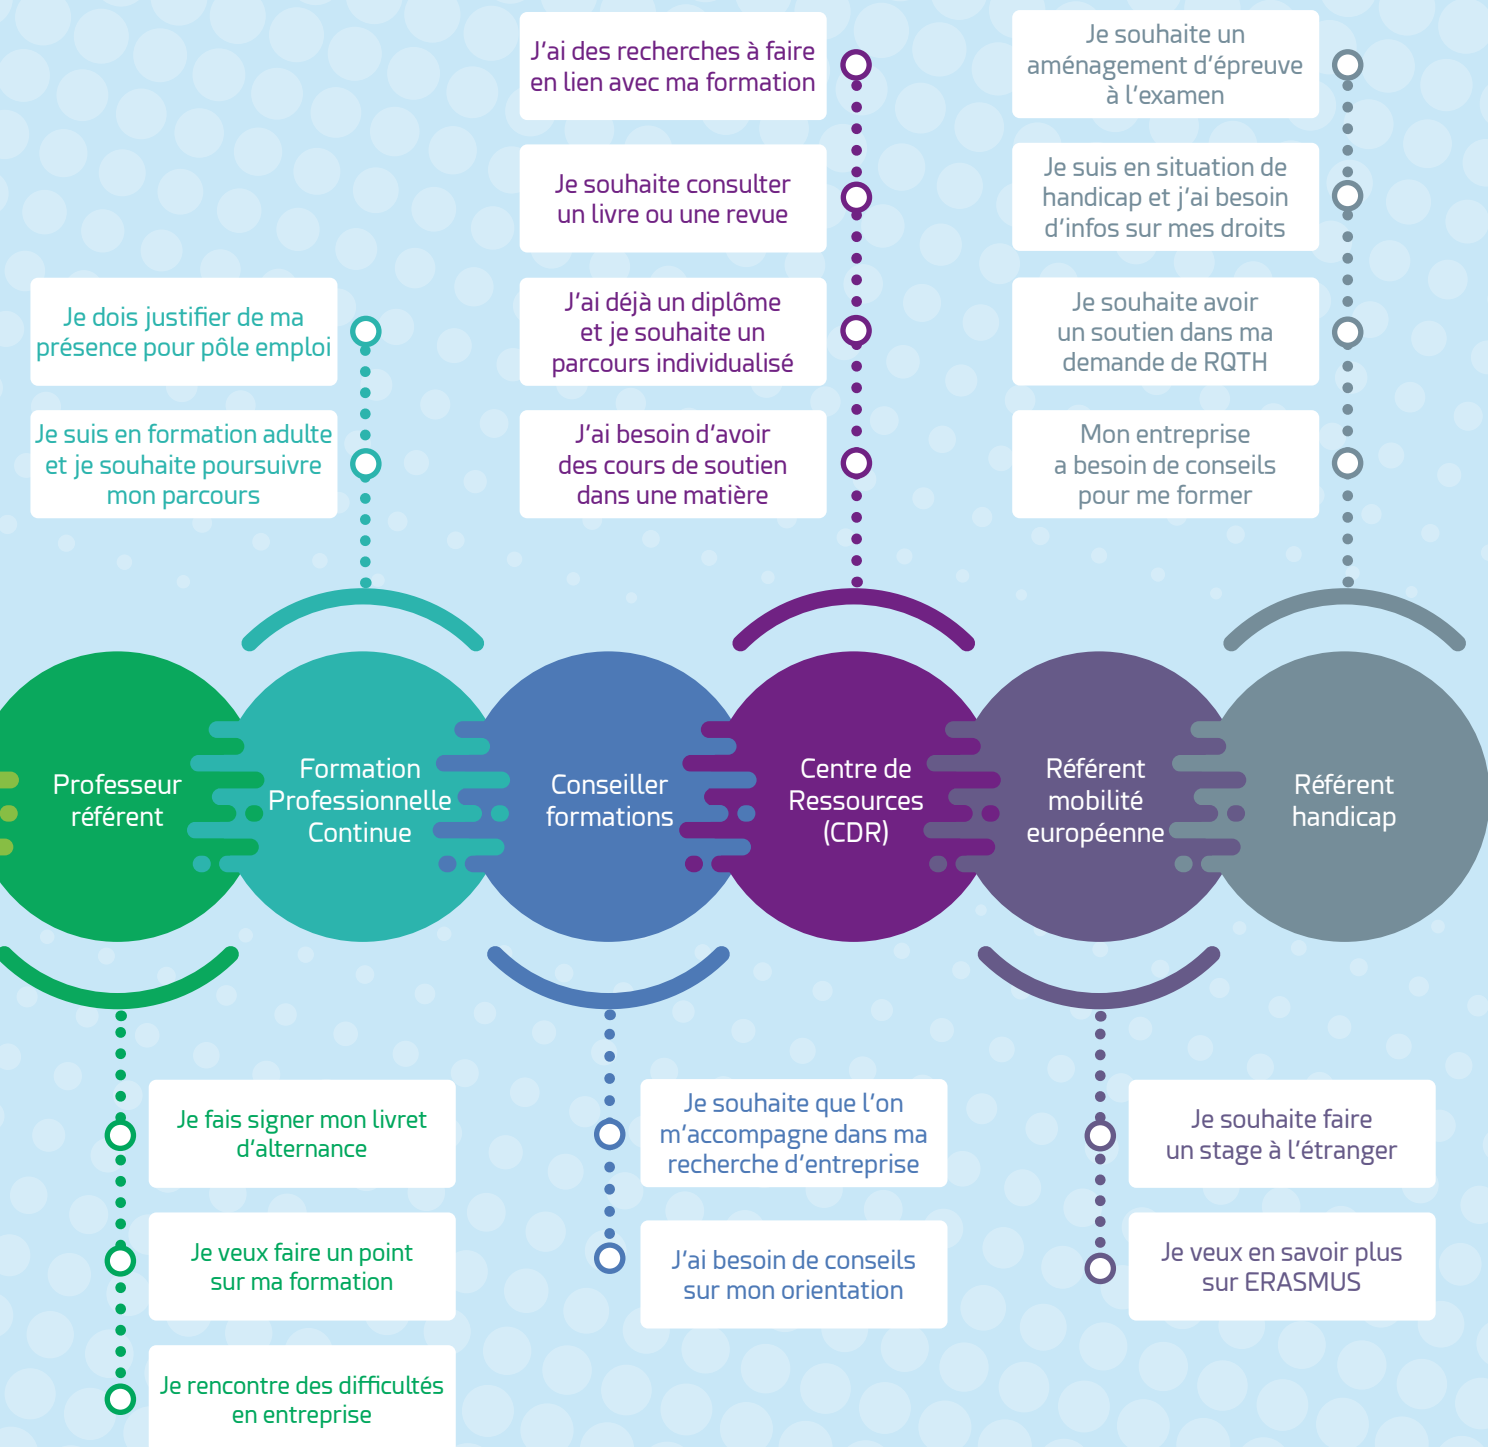 J'ai des recherches à faire
en lien avec ma formation
Je souhaite un
aménagement d'épreuve
à l'examen
Je souhaite consulter
un livre ou une revue
Je suis en situation de
handicap et j'ai besoin
d'infos sur mes droits
Je dois justifier de ma
présence pour pôle emploi
J'ai déjà un diplôme
et je souhaite un
parcours individualisé
Je souhaite avoir
un soutien dans ma
demande de RQTH
Je suis en formation adulte
et je souhaite poursuivre
mon parcours
J'ai besoin d'avoir
des cours de soutien
dans une matière
Mon entreprise
a besoin de conseils
pour me former
Professeur
référent
Formation
Professionnelle
Continue
Conseiller
formations
Centre de
Ressources
(CDR)
Référent
mobilité
européenne
Référent
handicap
Je fais signer mon livret
d'alternance
Je souhaite que l'on
m'accompagne dans ma
recherche d'entreprise
Je souhaite faire
un stage à l'étranger
Je veux faire un point
sur ma formation
J'ai besoin de conseils
sur mon orientation
Je veux en savoir plus
sur ERASMUS
Je rencontre des difficultés
en entreprise